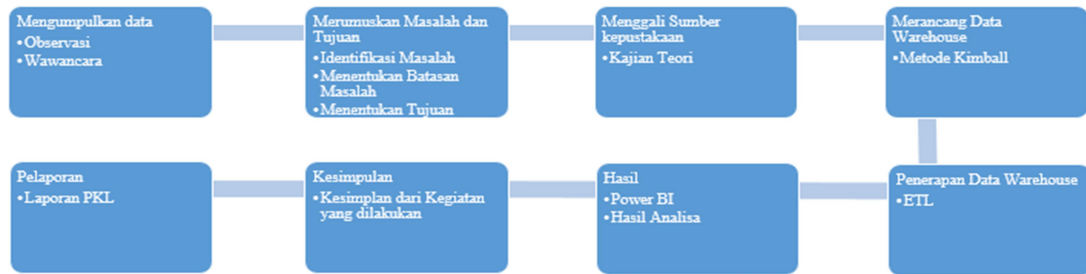 Mengumpulkan data
•Observasi
•Wawancara
Merumuskan Masalah dan
Tujuan
•Identifikasi Masalah
•Menentukan Batasan
Masalah
•Menentukan Tujuan
Menggali Sumber
kepustakaan
•Kajian Teori
Merancang Data
Warehouse
•Metode Kimball
Penerapan Data Warehouse
•ETL
Hasil
•Power BI
•Hasil Analisa
Kesimpulan
•Kesimplan dari Kegiatan
yang dilakukan
Pelaporan
•Laporan PKL